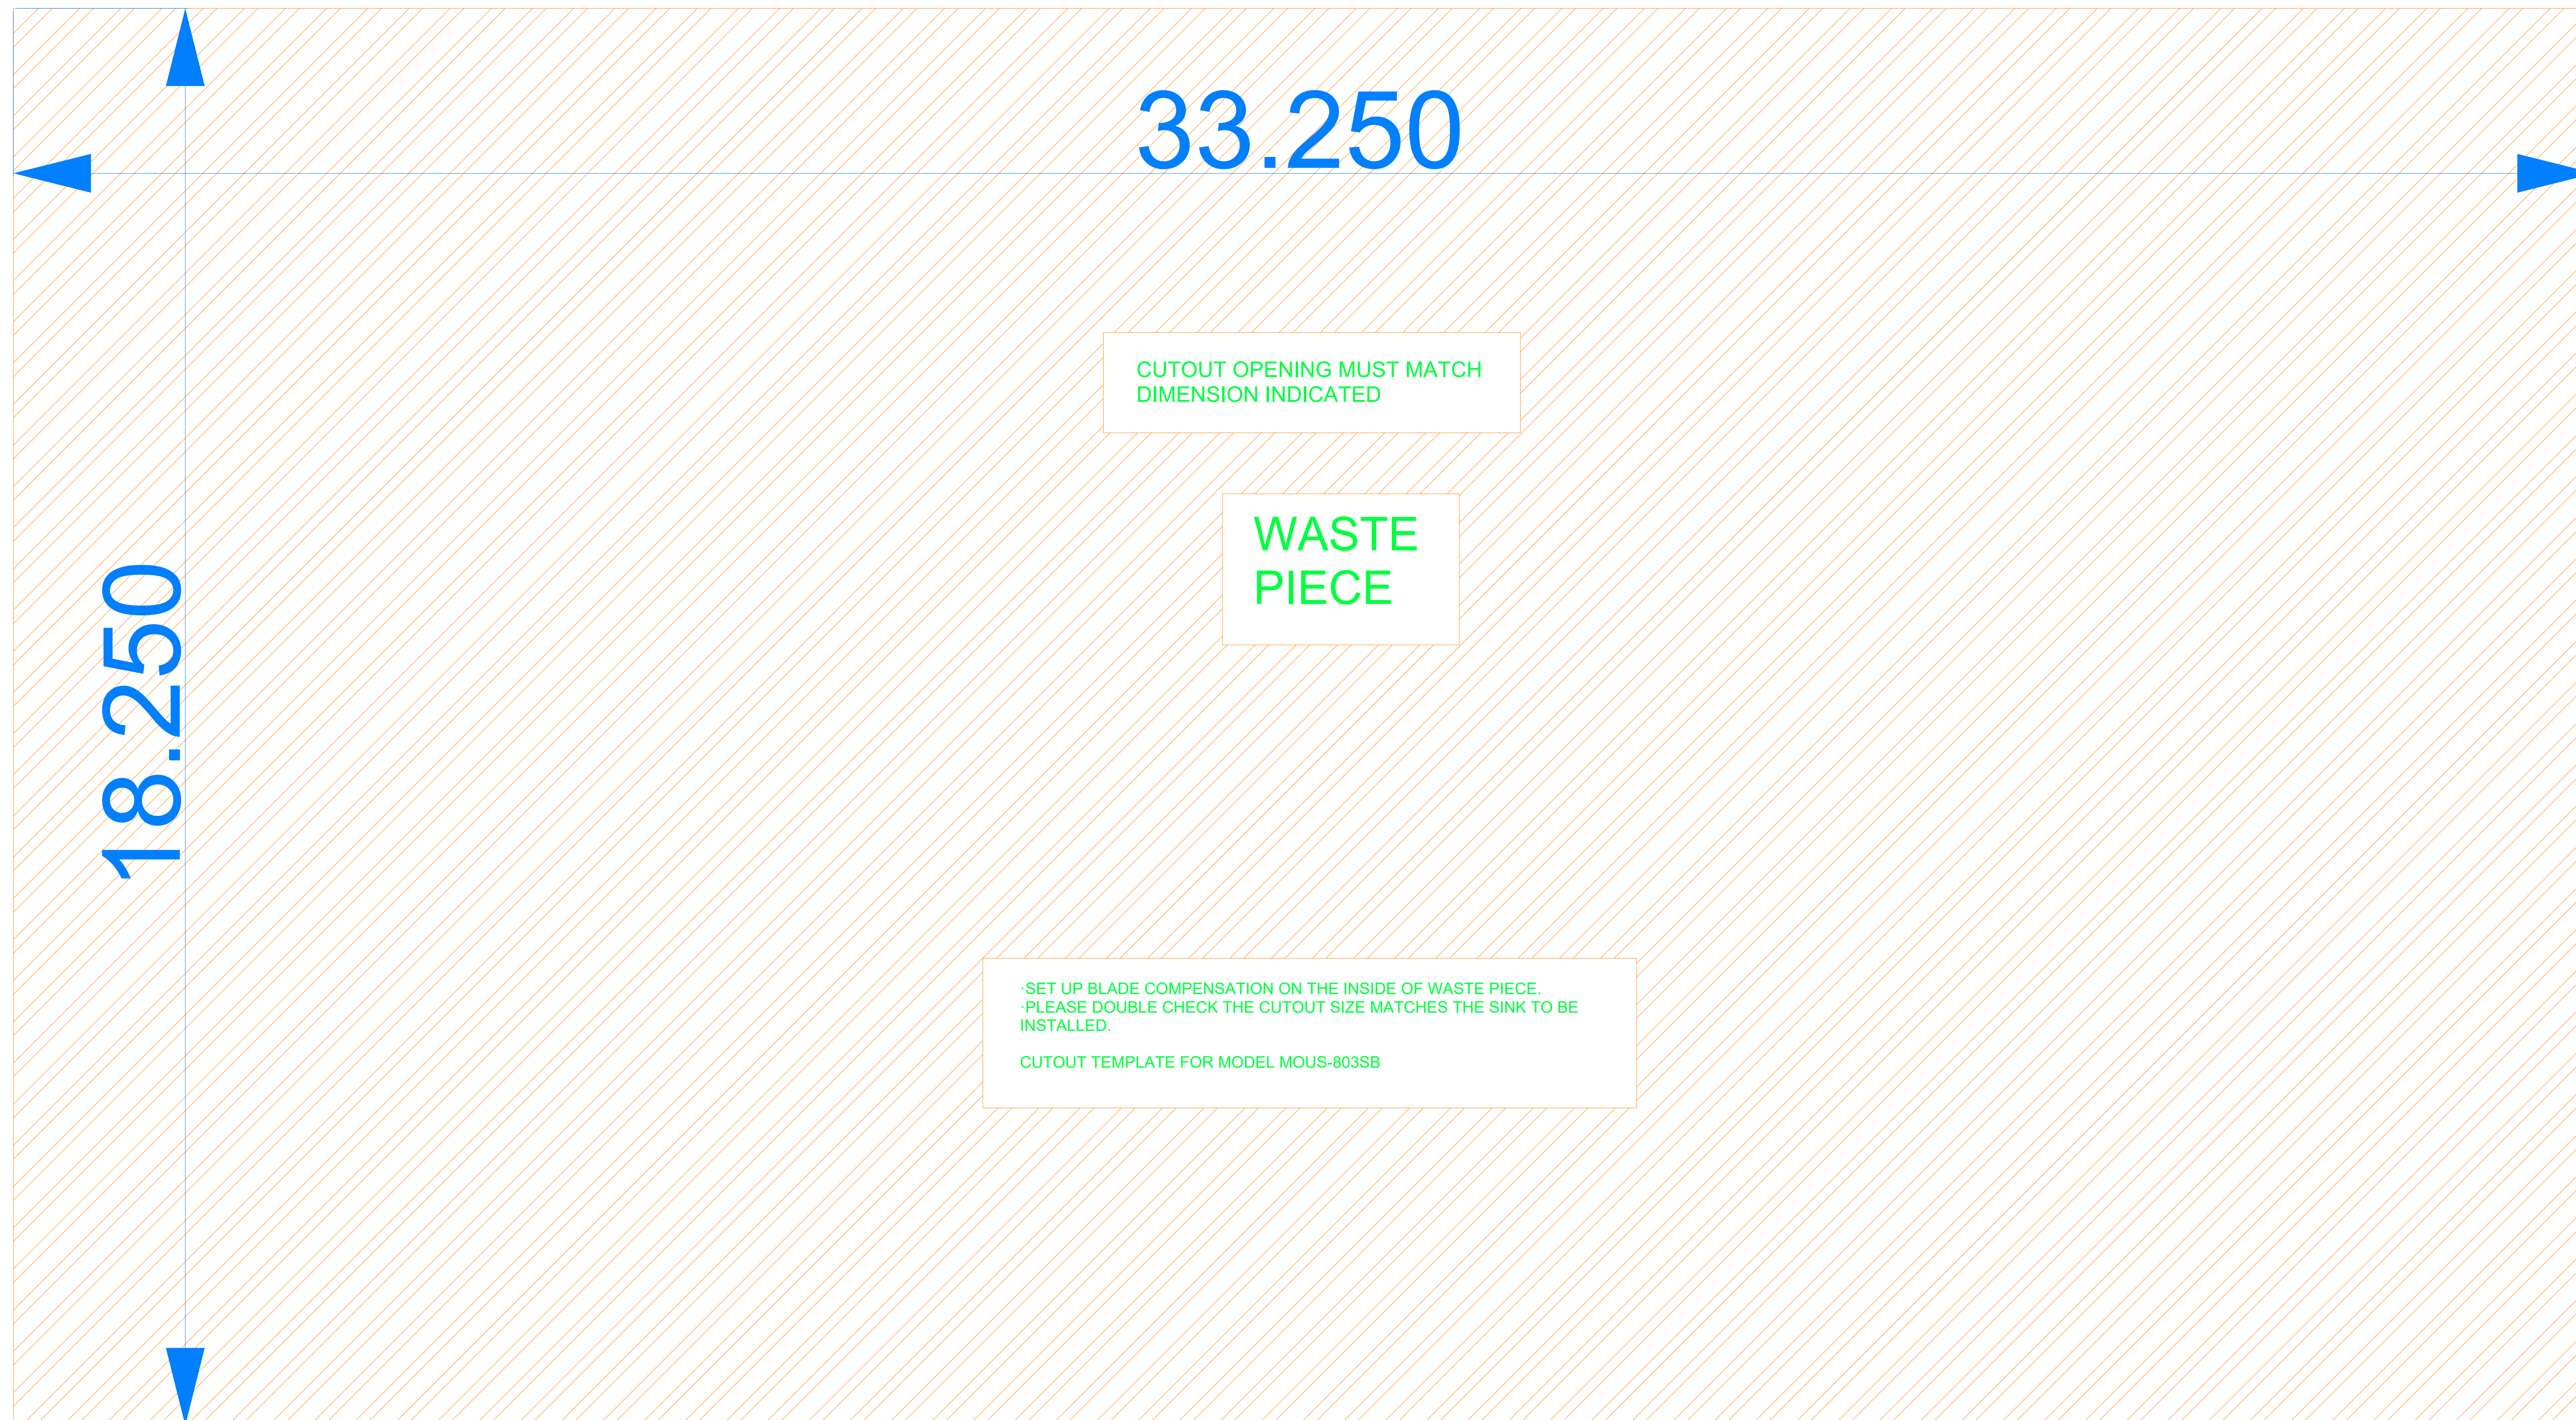 33.250
CUTOUT OPENING MUST MATCH
DIMENSION INDICATED
WASTE
PIECE
18.250
·SET UP BLADE COMPENSATION ON THE INSIDE OF WASTE PIECE.
·PLEASE DOUBLE CHECK THE CUTOUT SIZE MATCHES THE SINK TO BE
INSTALLED.
CUTOUT TEMPLATE FOR MODEL MOUS-803SB